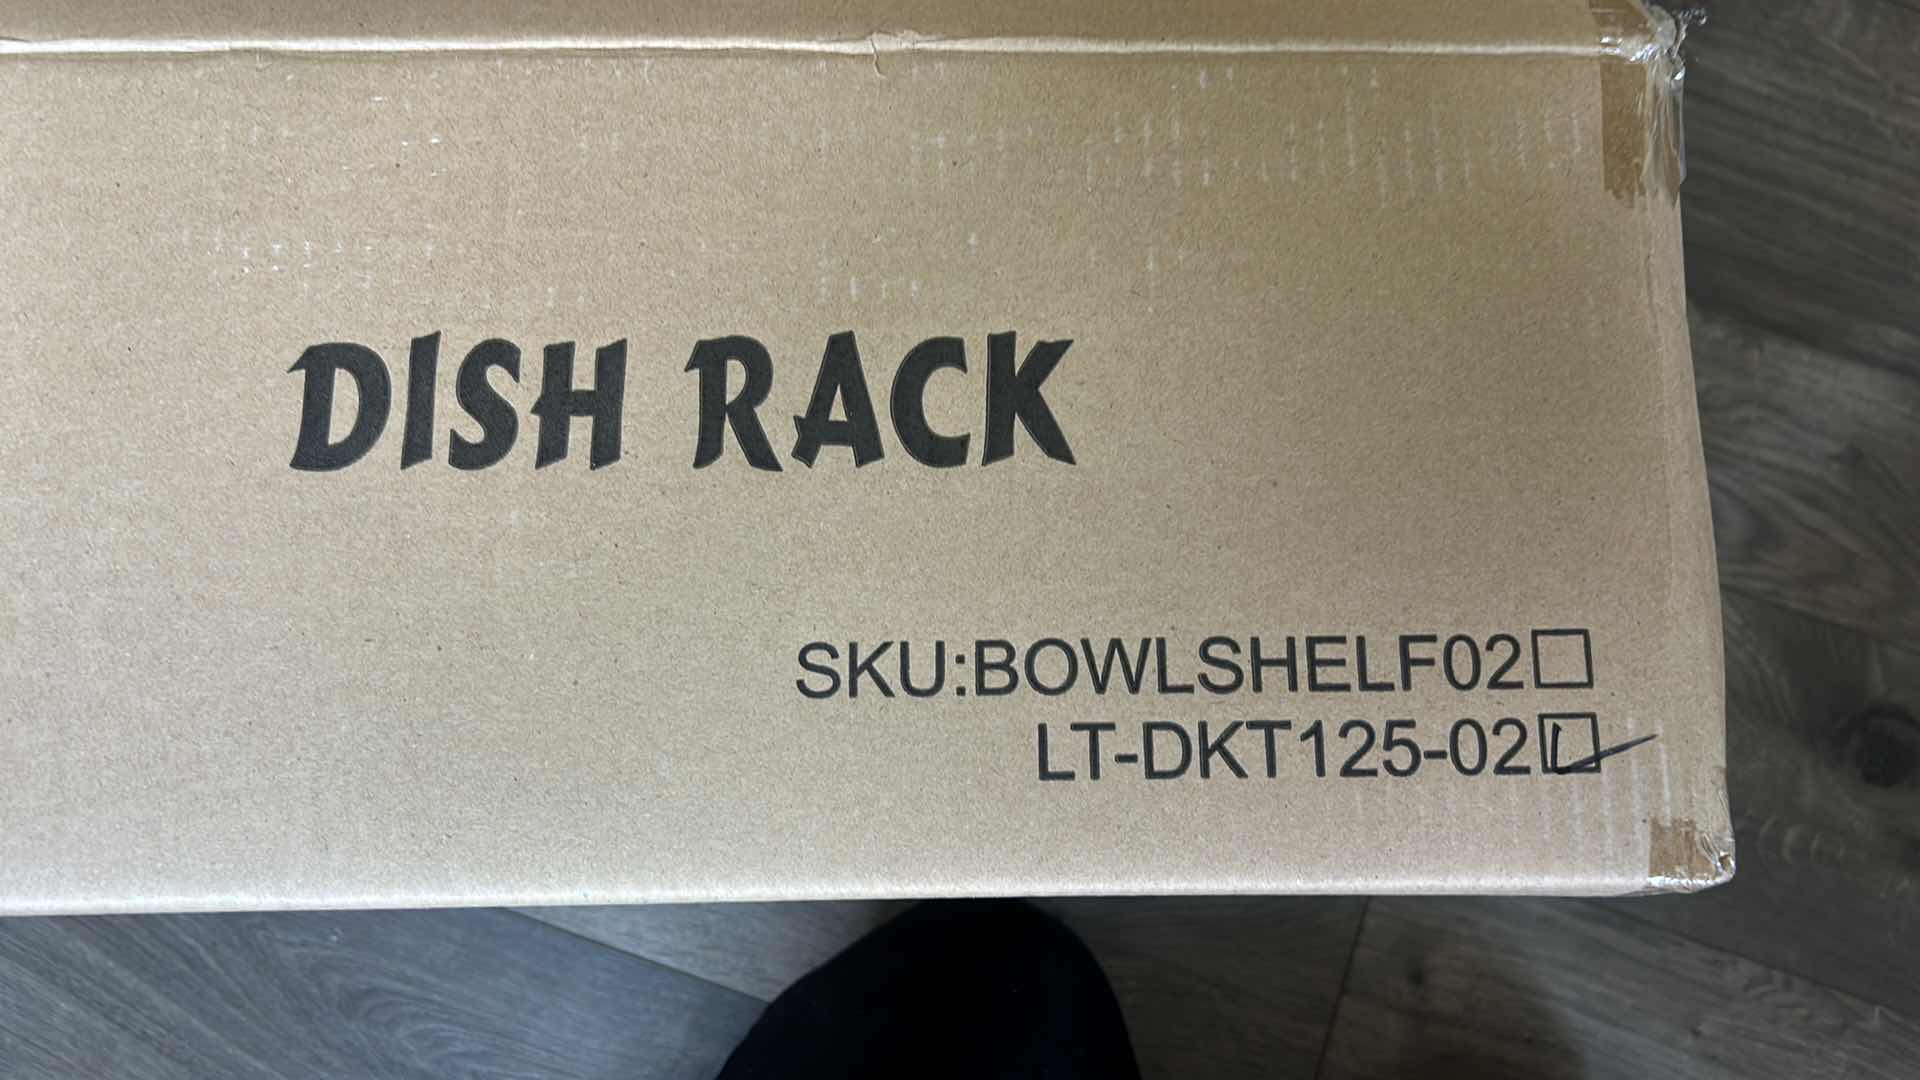 DISH RACK
SKU:BOWLSHELF02☐
LT-DKT125-02☑